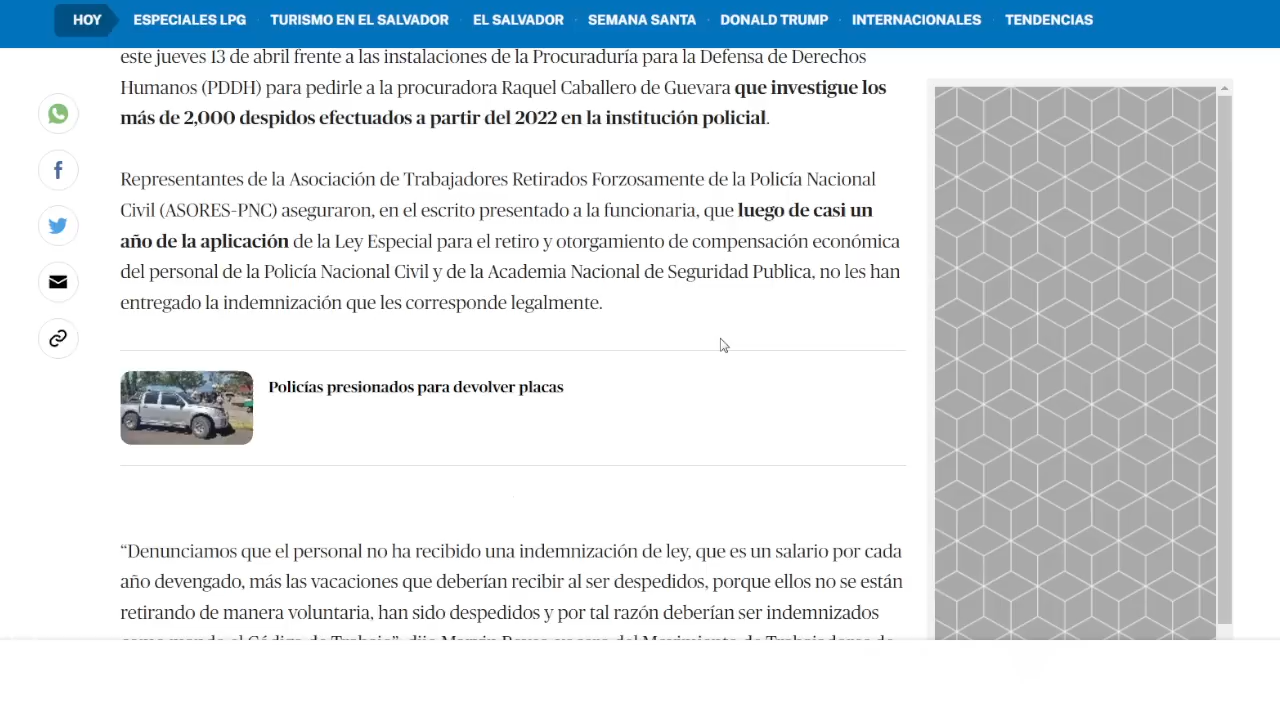 HOY ESPECIALES LPG TURISMO EN EL SALVADOR EL SALVADOR SEMANA SANTA DONALD TRUMP INTERNACIONALES TENDENCIAS
este jueves 13 de abril frente a las instalaciones de la Procuraduría para la Defensa de Derechos
Humanos (PDDH) para pedirle a la procuradora Raquel Caballero de Guevara que investigue los
más de 2,000 despidos efectuados a partir del 2022 en la institución policial.
Representantes de la Asociación de Trabajadores Retirados Forzosamente de la Policía Nacional
Civil (ASORES-PNC) aseguraron, en el escrito presentado a la funcionaria, que luego de casi un
año de la aplicación de la Ley Especial para el retiro y otorgamiento de compensación económica
del personal de la Policía Nacional Civil y de la Academia Nacional de Seguridad Publica, no les han
entregado la indemnización que les corresponde legalmente.
Policías presionados para devolver placas
“Denunciamos que el personal no ha recibido una indemnización de ley, que es un salario por cada
año devengado, más las vacaciones que deberían recibir al ser despedidos, porque ellos no se están
retirando de manera voluntaria, han sido despedidos y por tal razón deberían ser indemnizados